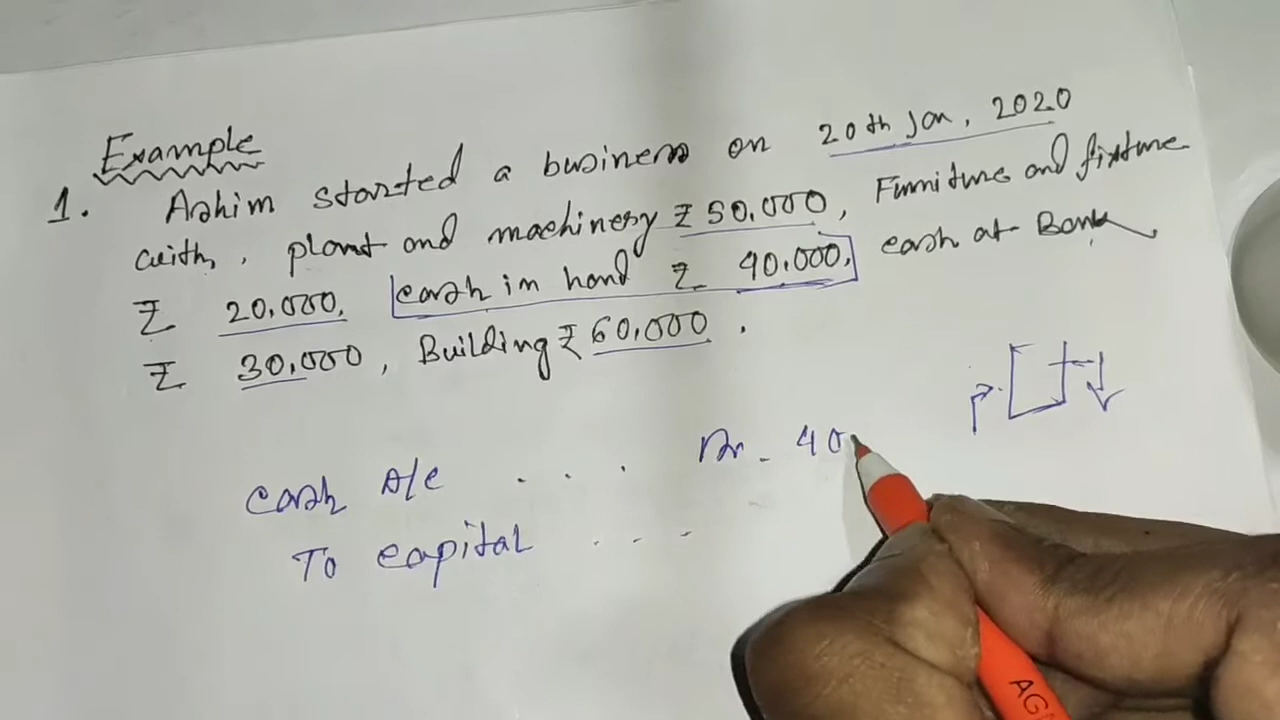 Example
1. Ashim started a business on 20th Jan, 2020
with, plant and machinery ₹ 50,000, Furniture and fixture
₹ 20,000, cash in hand ₹ 40,000, cash at Bank
₹ 30,000, Building ₹ 60,000.
Cash A/c . . . Dr. 40
To capital . . .
AG